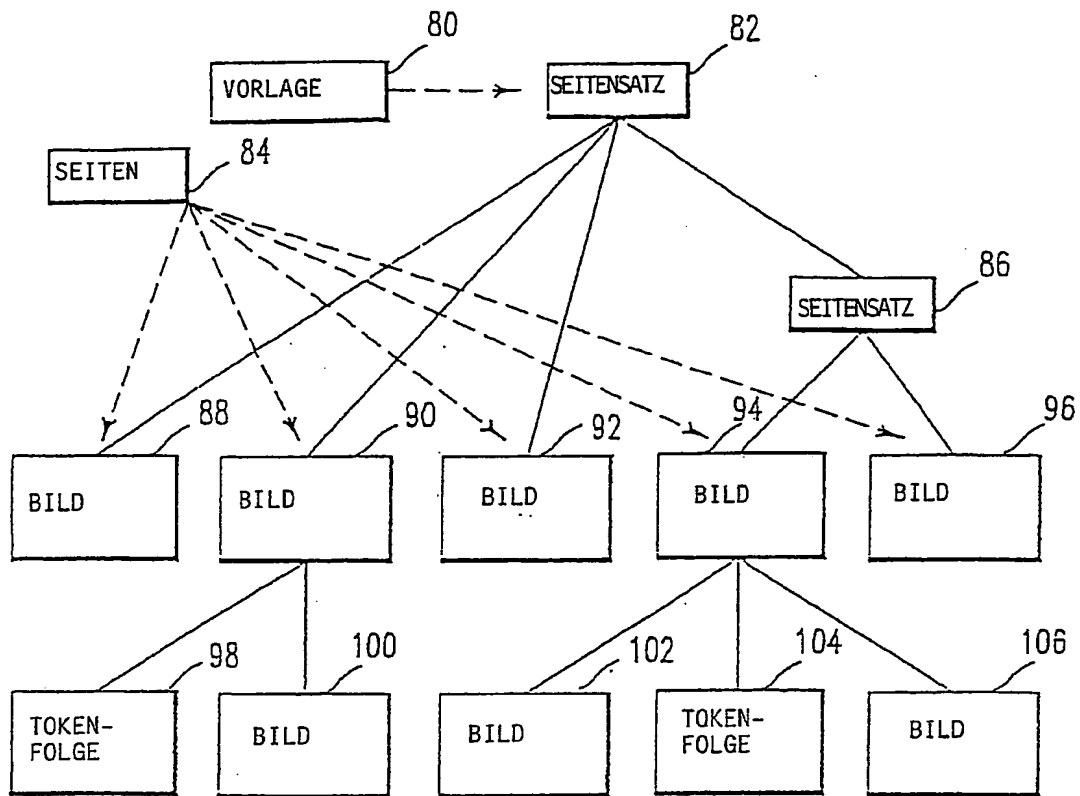 80
82
VORLAGE
SEITENSATZ
84
SEITEN
86
SEITENSATZ
88
90
92
94
96
BILD
BILD
BILD
BILD
BILD
98
100
102
104
106
TOKEN-
FOLGE
BILD
BILD
TOKEN-
FOLGE
BILD